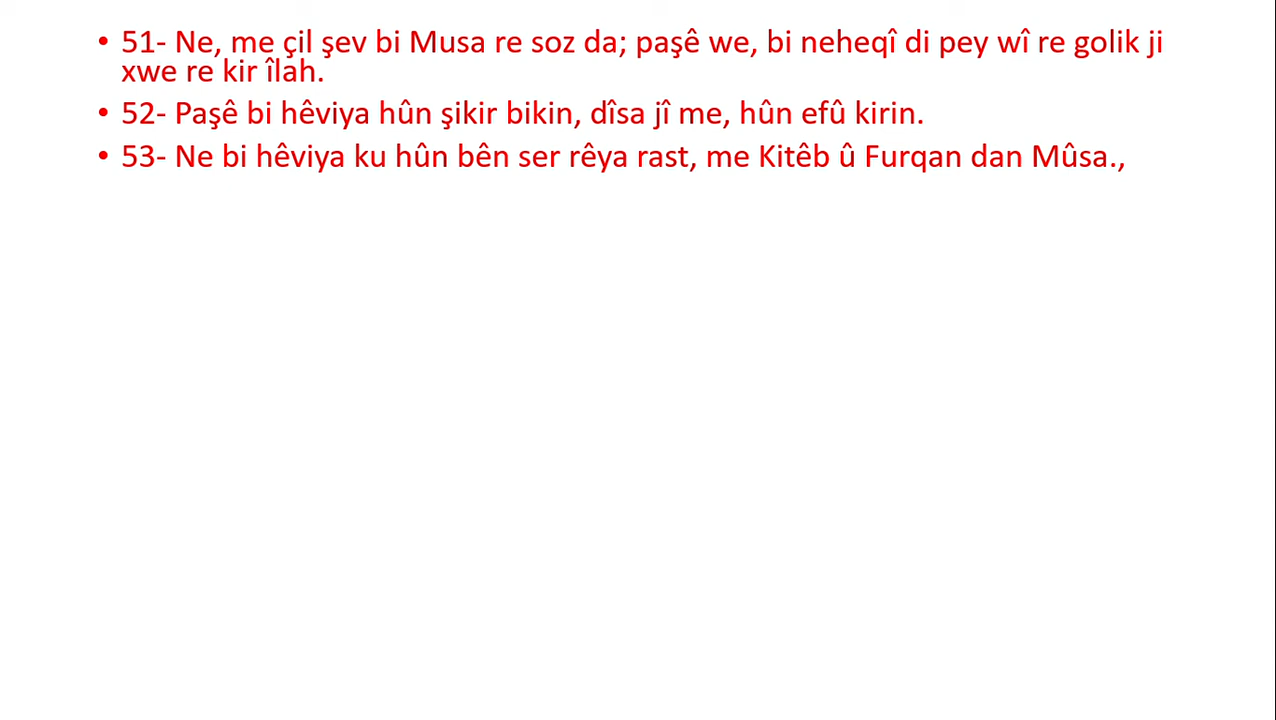 • 51- Ne, me çil şev bi Musa re soz da; paşê we, bi neheqî di pey wî re golik ji
xwe re kir îlah.
• 52- Paşê bi hêviya hûn şikir bikin, dîsa jî me, hûn efû kirin.
• 53- Ne bi hêviya ku hûn bên ser rêya rast, me Kitêb û Furqan dan Mûsa.,